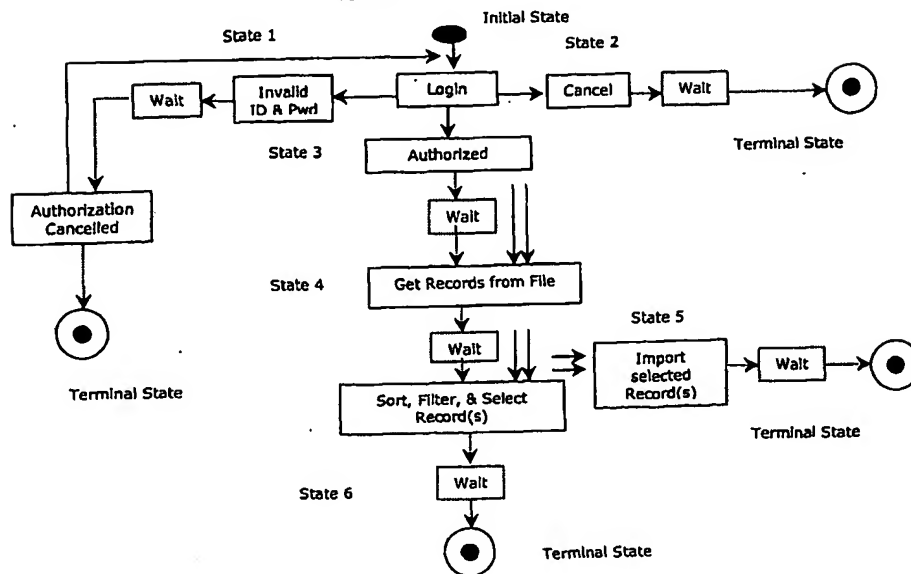 Initial State
State 1
State 2
Wait
Invalid
ID & Pwd
Login
Cancel
Wait
Terminal State
State 3
Authorized
Authorization
Cancelled
Wait
State 4
Get Records from File
State 5
Wait
Import
selected
Record(s)
Wait
Terminal State
Sort, Filter, & Select
Record(s)
Terminal State
Wait
State 6
Terminal State